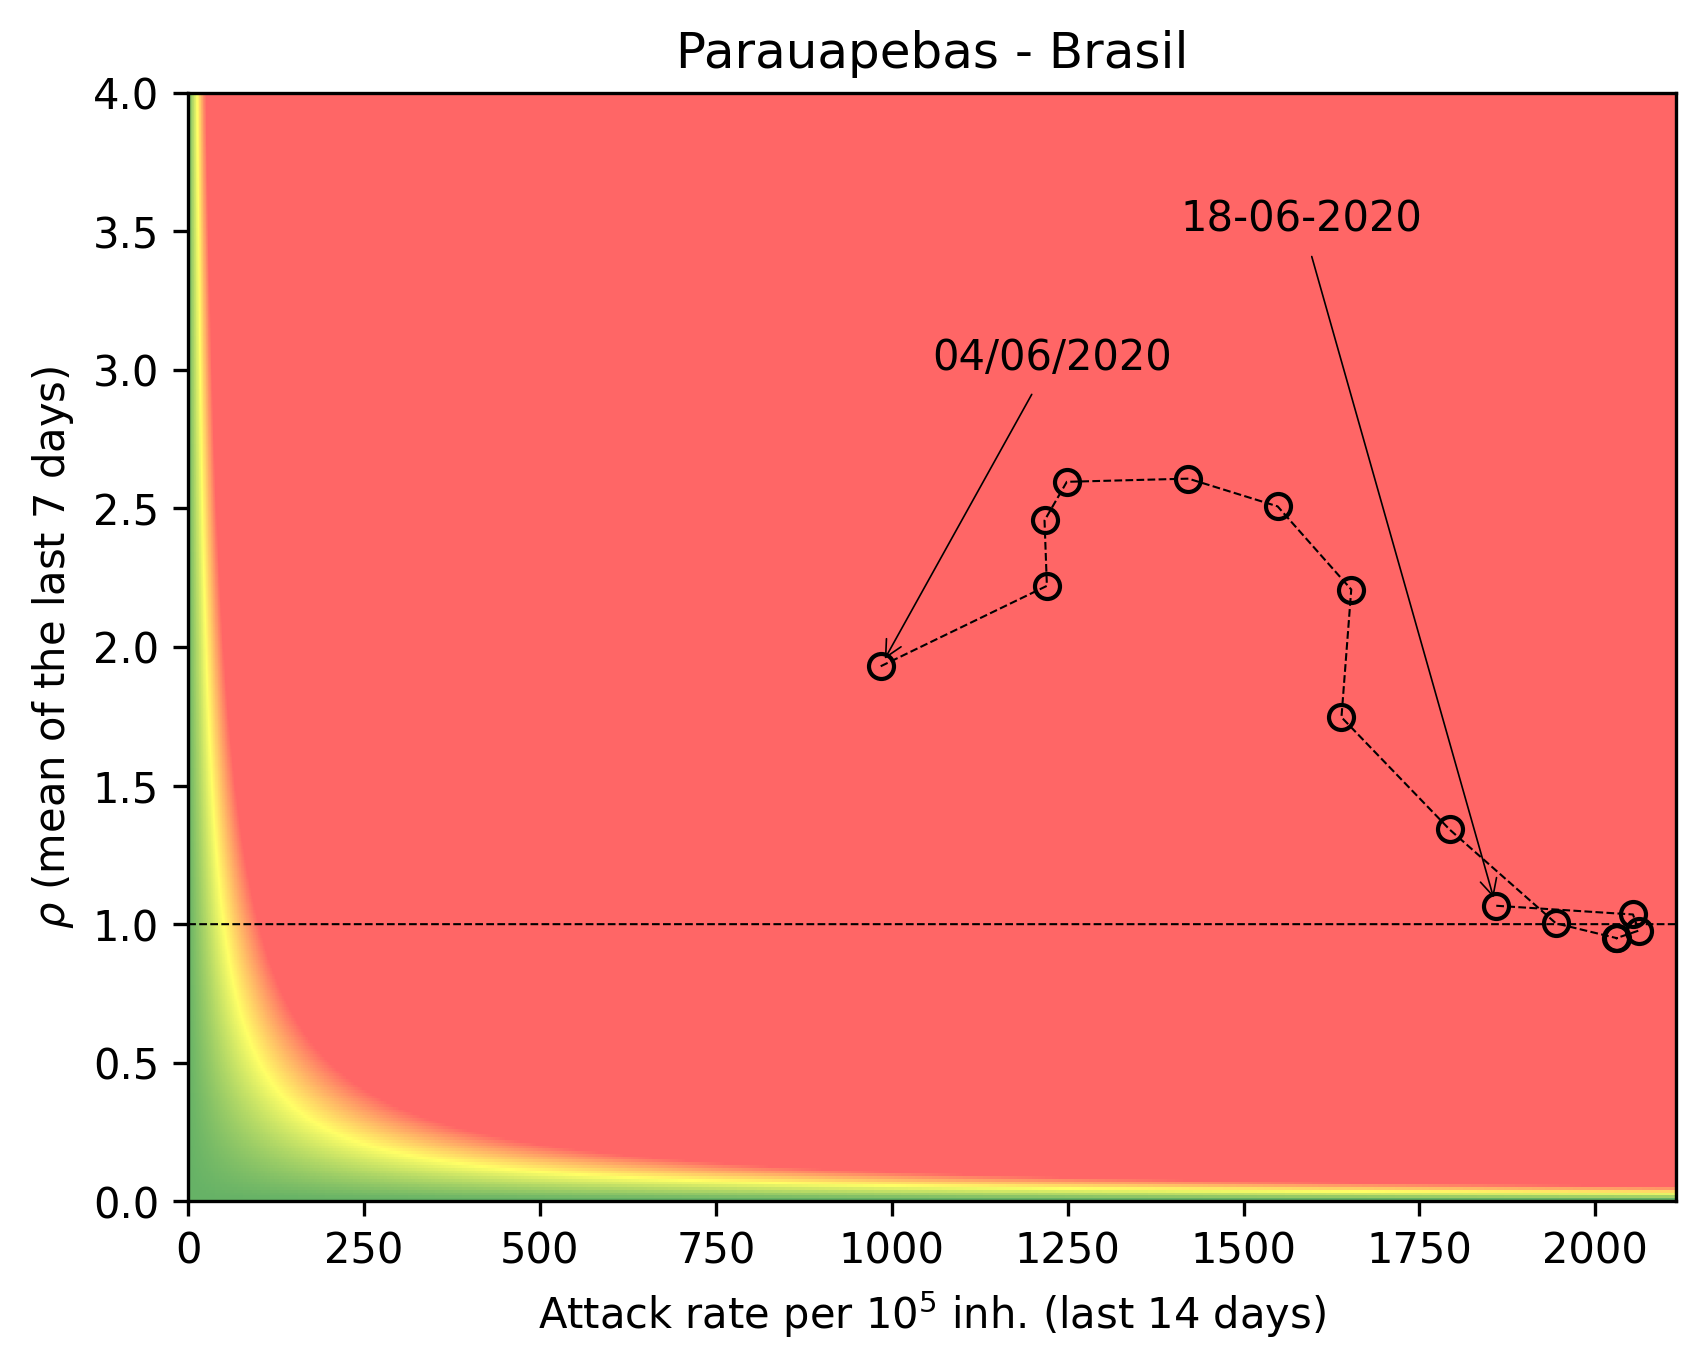 Parauapebas - Brasil
4.0
3.5
3.0
2.5
2.0
1.5
1.0
0.5
0.0
ρ (mean of the last 7 days)
18-06-2020
04/06/2020
0 250 500 750 1000 1250 1500 1750 2000
Attack rate per 10⁵ inh. (last 14 days)